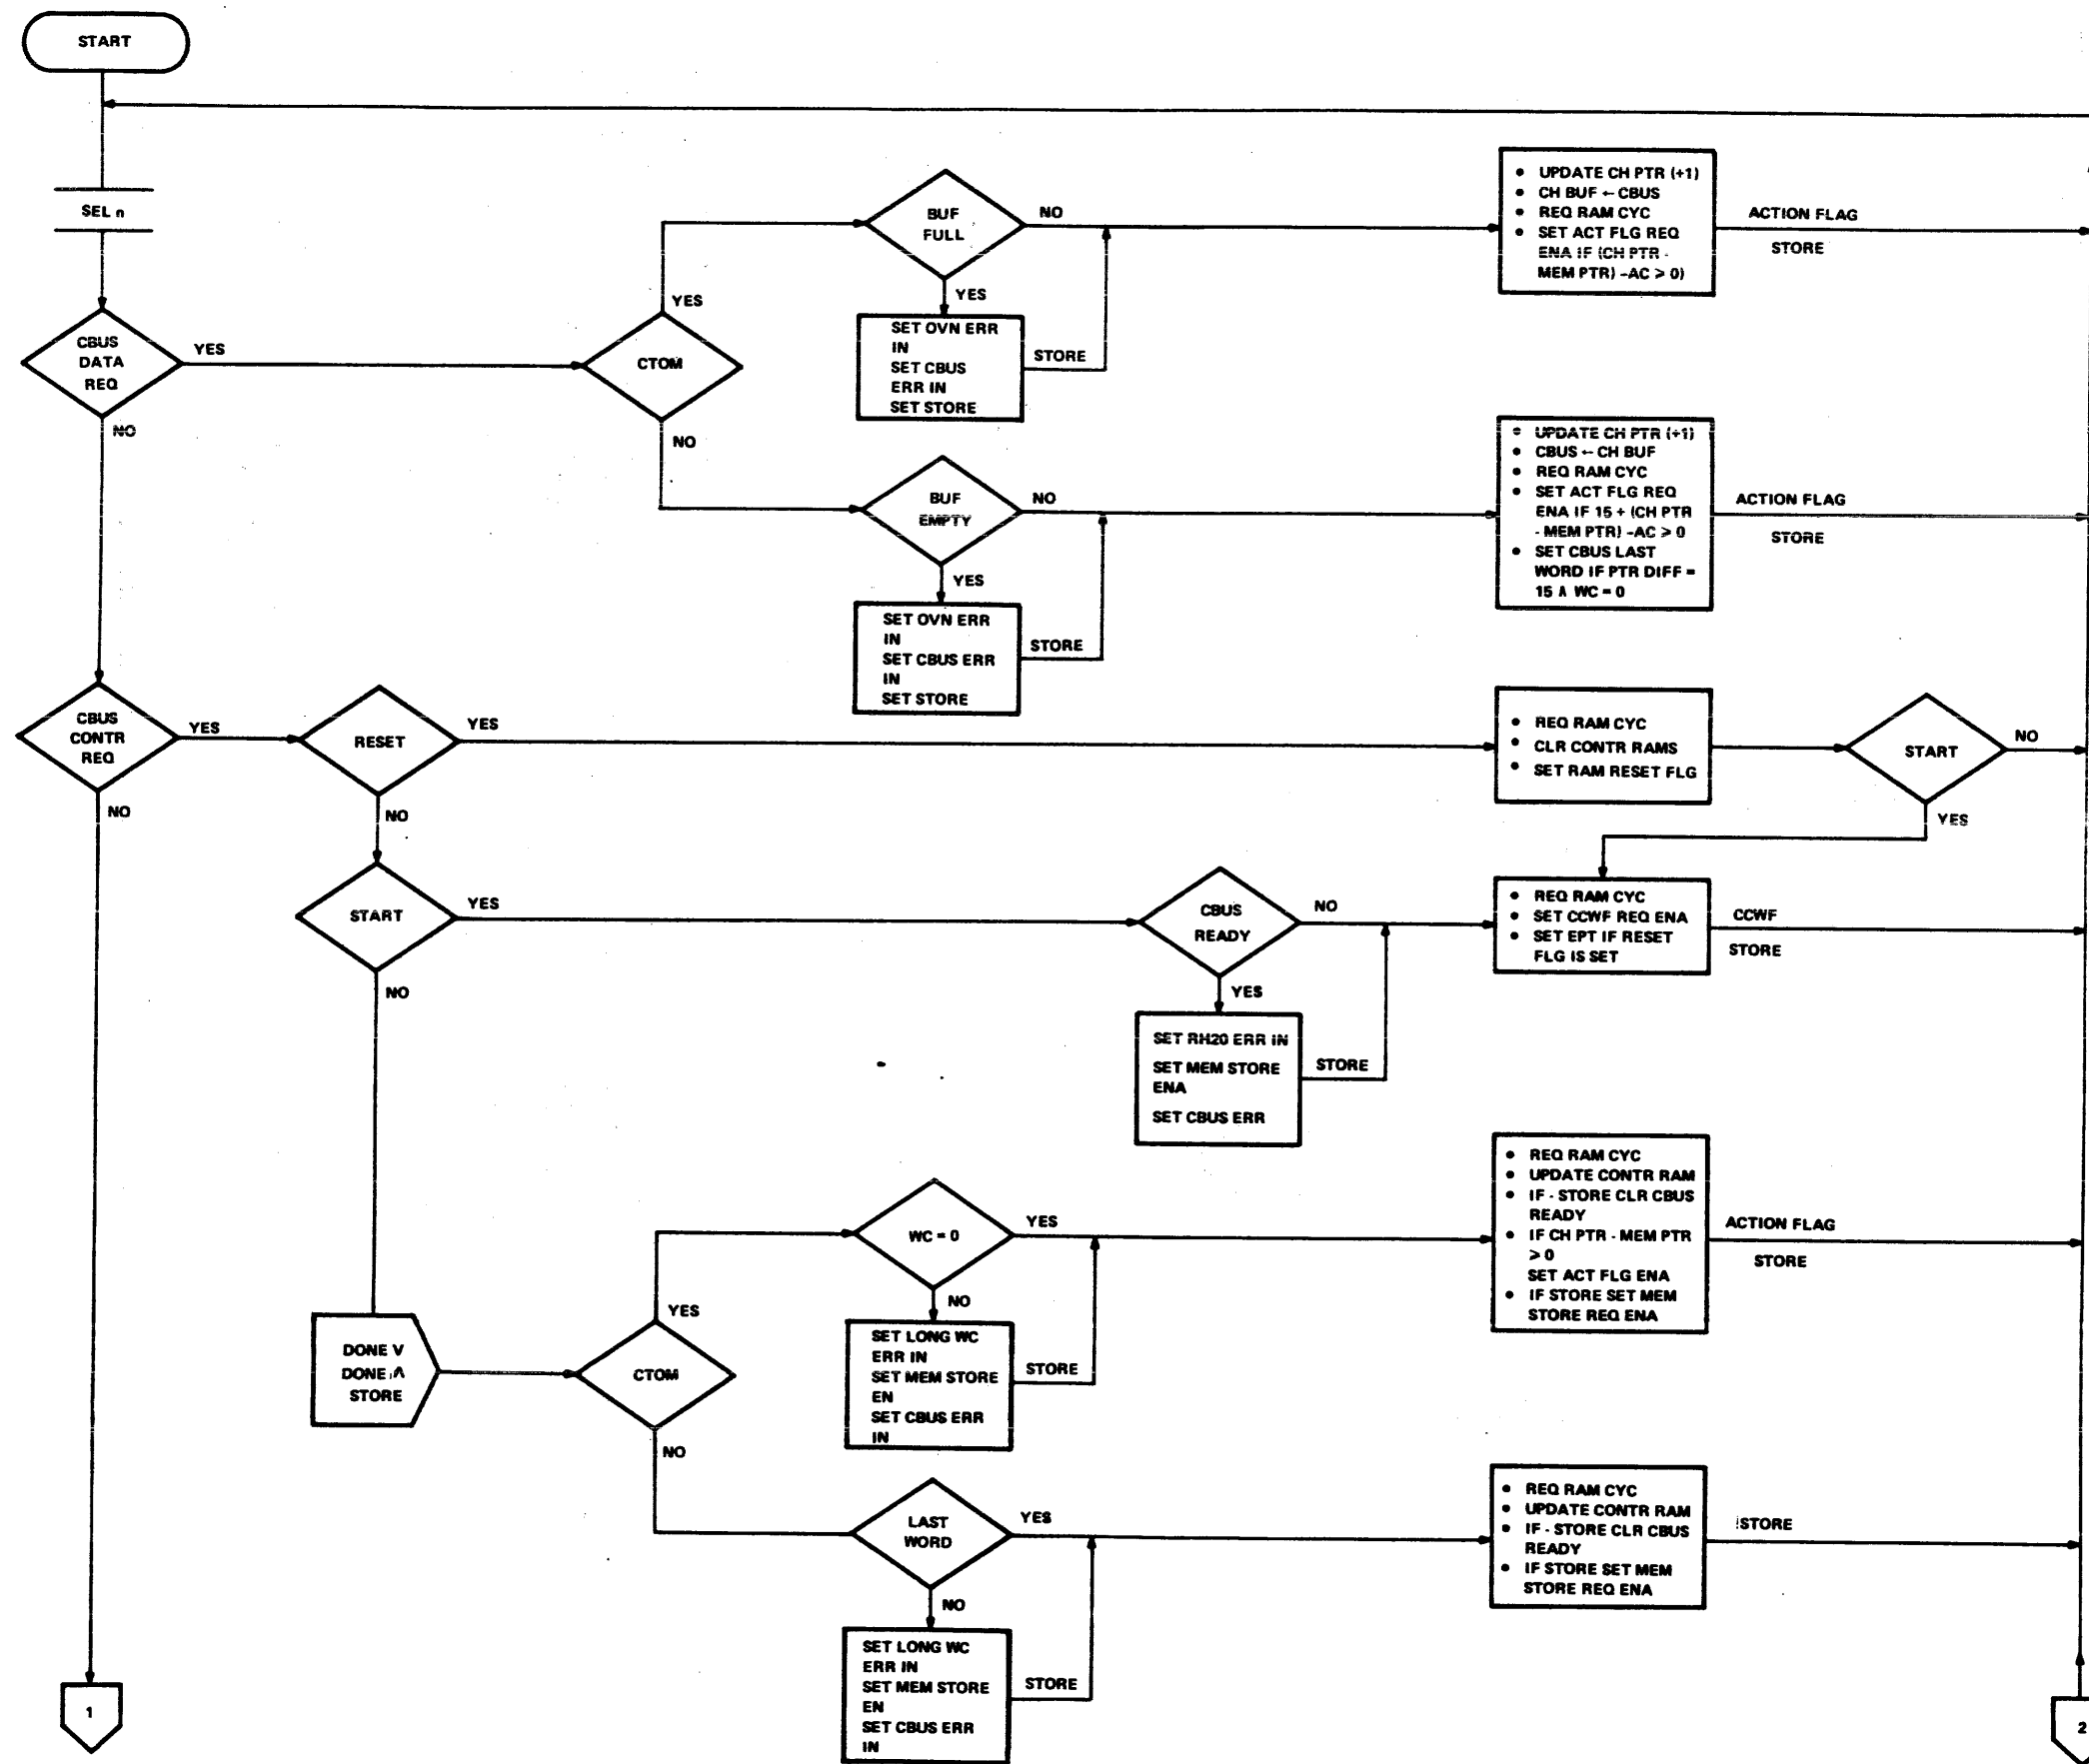 START
SEL n
CBUS
DATA
REQ
YES
NO
CTOM
YES
NO
BUF
FULL
NO
YES
SET OVN ERR
IN
SET CBUS
ERR IN
SET STORE
STORE
• UPDATE CH PTR (+1)
• CH BUF ← CBUS
• REQ RAM CYC
• SET ACT FLG REQ
ENA IF (CH PTR -
MEM PTR) -AC > 0)
ACTION FLAG
STORE
BUF
EMPTY
NO
YES
SET OVN ERR
IN
SET CBUS ERR
IN
SET STORE
STORE
• UPDATE CH PTR (+1)
• CBUS ← CH BUF
• REQ RAM CYC
• SET ACT FLG REQ
ENA IF 15 + (CH PTR
- MEM PTR) -AC > 0
• SET CBUS LAST
WORD IF PTR DIFF =
15 ∧ WC = 0
ACTION FLAG
STORE
CBUS
CONTR
REQ
YES
NO
RESET
YES
NO
• REQ RAM CYC
• CLR CONTR RAMS
• SET RAM RESET FLG
START
NO
YES
START
YES
NO
CBUS
READY
NO
YES
SET RH20 ERR IN
SET MEM STORE
ENA
SET CBUS ERR
STORE
• REQ RAM CYC
• SET CCWF REQ ENA
• SET EPT IF RESET
FLG IS SET
CCWF
STORE
DONE V
DONE ∧
STORE
CTOM
YES
NO
WC = 0
YES
NO
SET LONG WC
ERR IN
SET MEM STORE
EN
SET CBUS ERR
IN
STORE
• REQ RAM CYC
• UPDATE CONTR RAM
• IF - STORE CLR CBUS
READY
• IF CH PTR - MEM PTR
> 0
SET ACT FLG ENA
• IF STORE SET MEM
STORE REQ ENA
ACTION FLAG
STORE
LAST
WORD
YES
NO
SET LONG WC
ERR IN
SET MEM STORE
EN
SET CBUS ERR
IN
STORE
• REQ RAM CYC
• UPDATE CONTR RAM
• IF - STORE CLR CBUS
READY
• IF STORE SET MEM
STORE REQ ENA
STORE
1
2